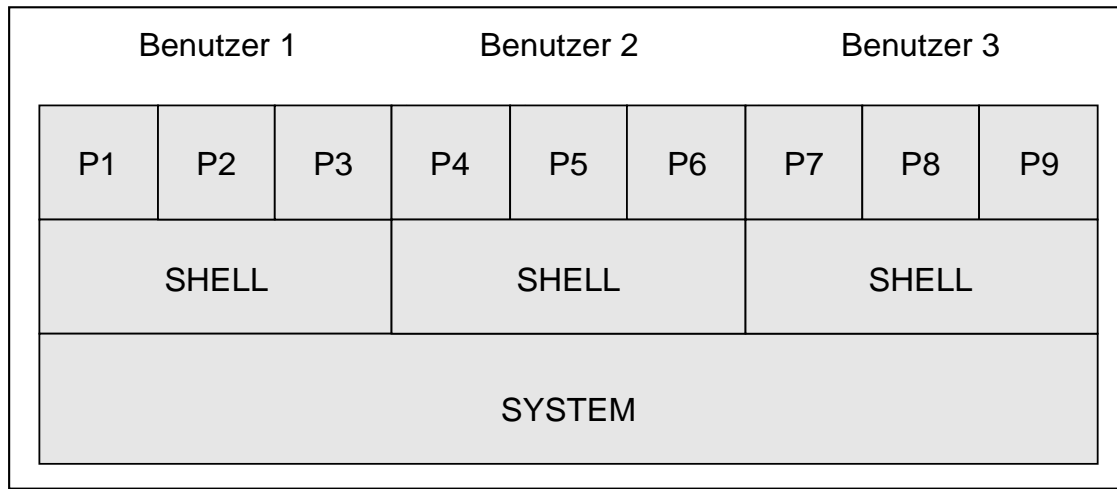 Benutzer 1 Benutzer 2 Benutzer 3
P1 P2 P3 P4 P5 P6 P7 P8 P9
SHELL SHELL SHELL
SYSTEM